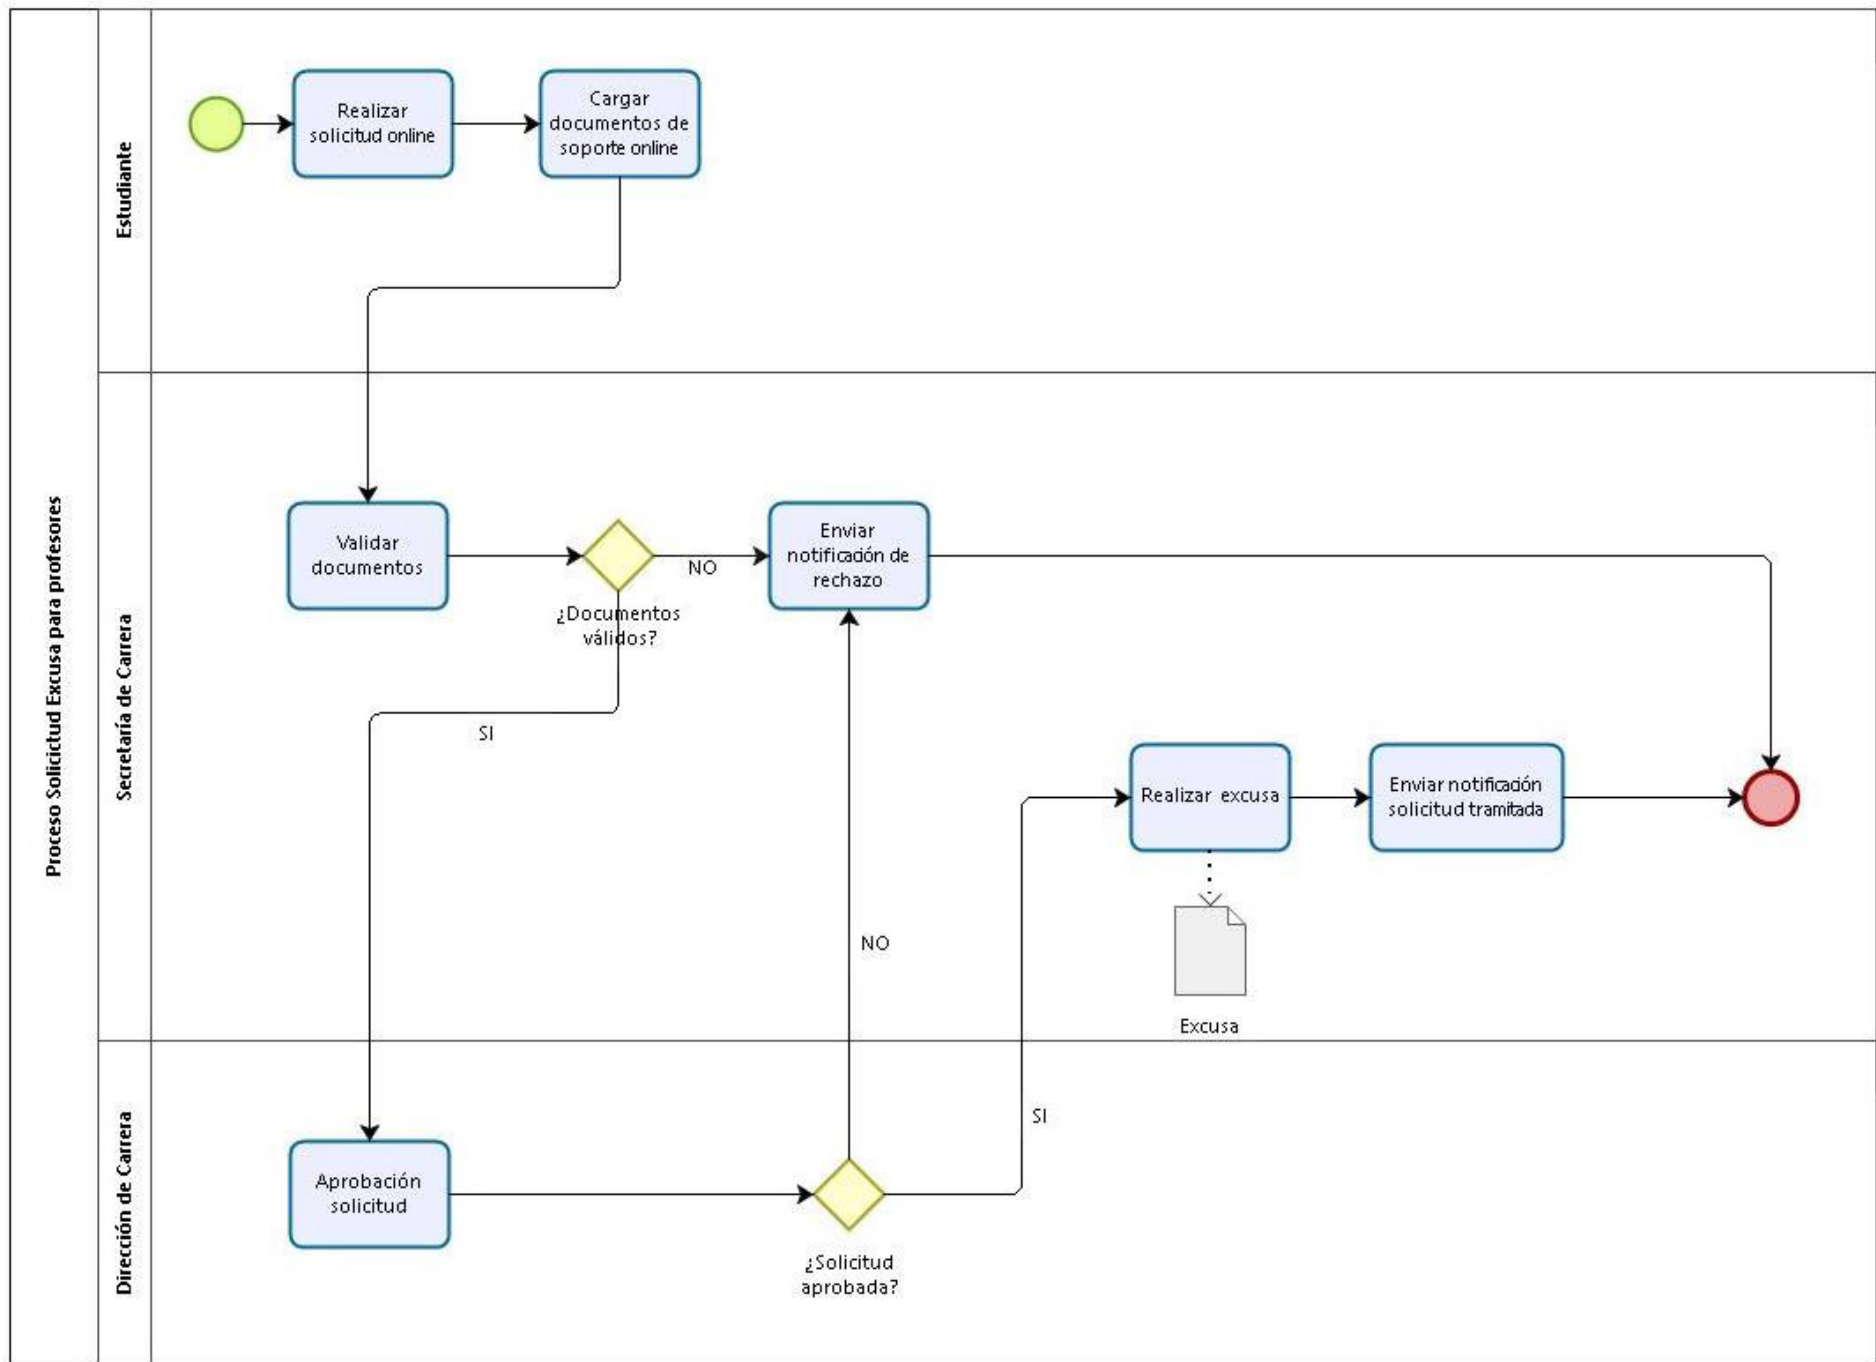 Proceso Solicictud Excusa para profesores
Estudiante
Realizar
solicitud online
Cargar
documentos de
soporte online
Secretaría de Carrera
Validar
documentos
¿Documentos
válidos?
NO
SI
Enviar
notificación de
rechazo
NO
Realizar excusa
Enviar notificación
solicitud tramitada
Excusa
Dirección de Carrera
Aprobación
solicitud
¿Solicitud
aprobada?
SI